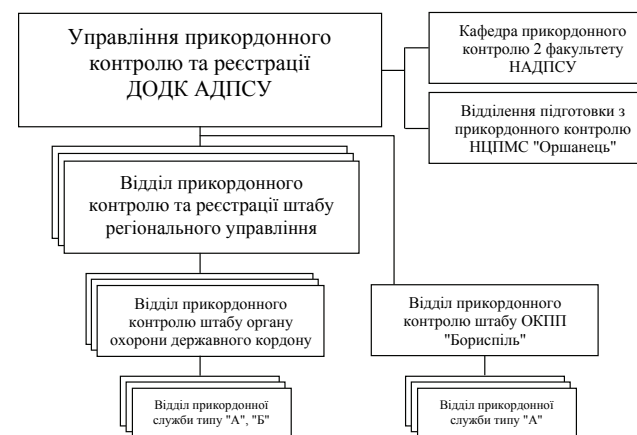 Управління прикордонного
контролю та реєстрації
ДОДК АДПСУ
Кафедра прикордонного
контролю 2 факультету
НАДПСУ
Відділення підготовки з
прикордонного контролю
НЦПМС "Оршанець"
Відділ прикордонного
контролю та реєстрації штабу
регіонального управління
Відділ прикордонного
контролю штабу органу
охорони державного кордону
Відділ прикордонного
контролю штабу ОКПП
"Бориспіль"
Відділ прикордонної
служби типу "А", "Б"
Відділ прикордонної
служби типу "А"